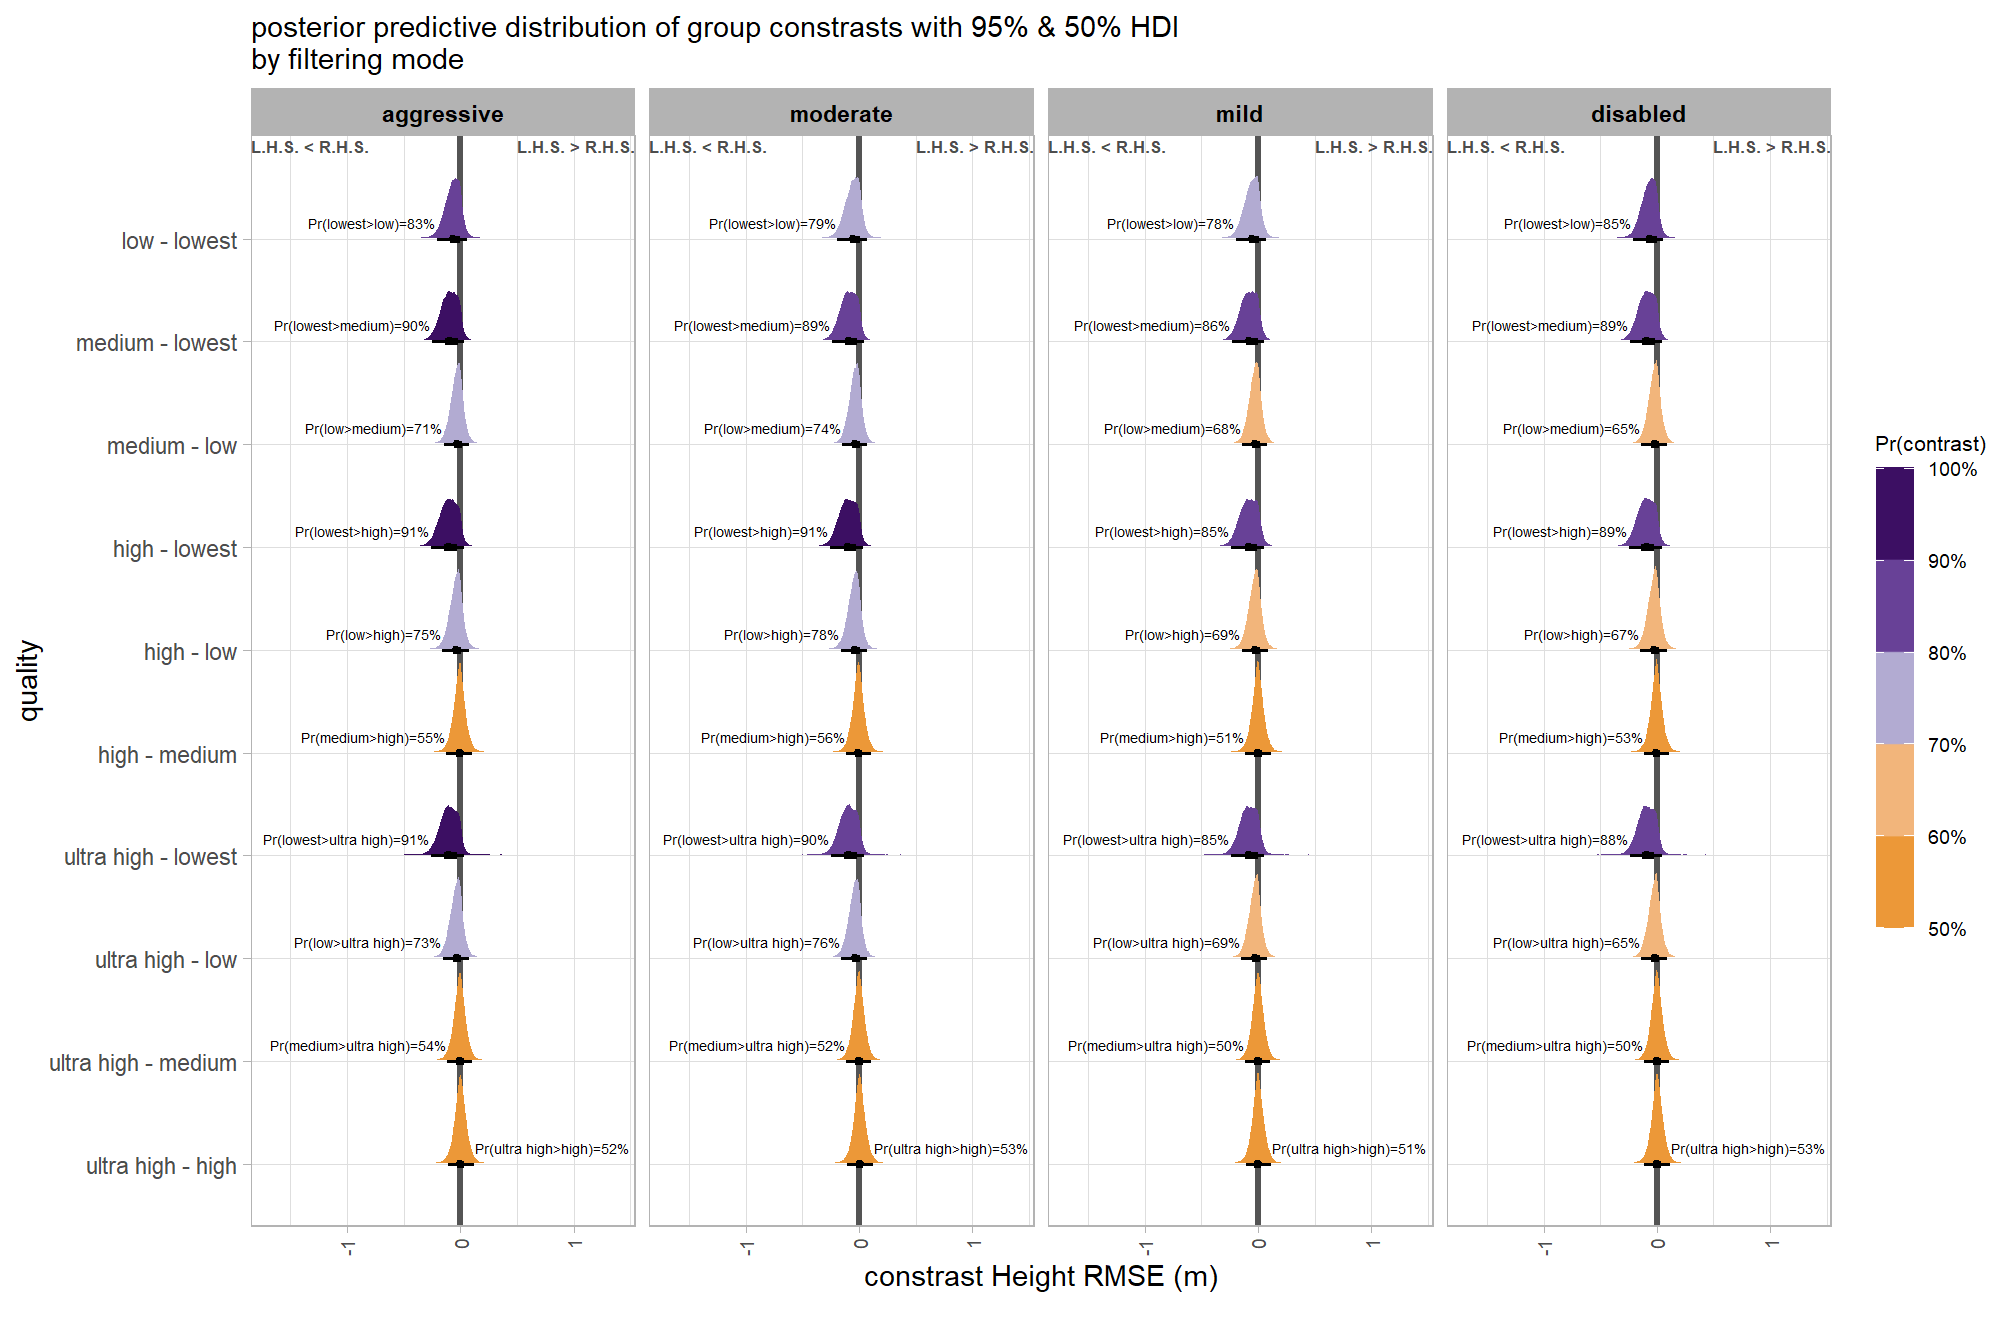 posterior predictive distribution of group constrasts with 95% & 50% HDI
by filtering mode
aggressive moderate mild disabled
L.H.S. < R.H.S. L.H.S. > R.H.S. L.H.S. < R.H.S. L.H.S. > R.H.S. L.H.S. < R.H.S. L.H.S. > R.H.S. L.H.S. < R.H.S. L.H.S. > R.H.S.
low - lowest Pr(lowest>low)=83% Pr(lowest>low)=79% Pr(lowest>low)=78% Pr(lowest>low)=85%
medium - lowest Pr(lowest>medium)=90% Pr(lowest>medium)=89% Pr(lowest>medium)=86% Pr(lowest>medium)=89%
medium - low Pr(low>medium)=71% Pr(low>medium)=74% Pr(low>medium)=68% Pr(low>medium)=65%
high - lowest Pr(lowest>high)=91% Pr(lowest>high)=91% Pr(lowest>high)=85% Pr(lowest>high)=89%
high - low Pr(low>high)=75% Pr(low>high)=78% Pr(low>high)=69% Pr(low>high)=67%
high - medium Pr(medium>high)=55% Pr(medium>high)=56% Pr(medium>high)=51% Pr(medium>high)=53%
ultra high - lowest Pr(lowest>ultra high)=91% Pr(lowest>ultra high)=90% Pr(lowest>ultra high)=85% Pr(lowest>ultra high)=88%
ultra high - low Pr(low>ultra high)=73% Pr(low>ultra high)=76% Pr(low>ultra high)=69% Pr(low>ultra high)=65%
ultra high - medium Pr(medium>ultra high)=54% Pr(medium>ultra high)=52% Pr(medium>ultra high)=50% Pr(medium>ultra high)=50%
ultra high - high Pr(ultra high>high)=52% Pr(ultra high>high)=53% Pr(ultra high>high)=51% Pr(ultra high>high)=53%
quality
-1 0 1 -1 0 1 -1 0 1 -1 0 1
constrast Height RMSE (m)
Pr(contrast)
100%
90%
80%
70%
60%
50%